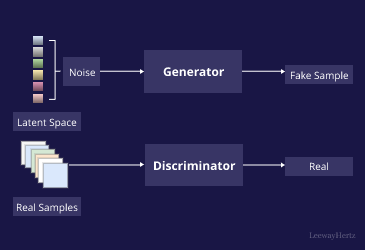 Noise
Generator
Fake Sample
Latent Space
Discriminator
Real
Real Samples
LeewayHertz